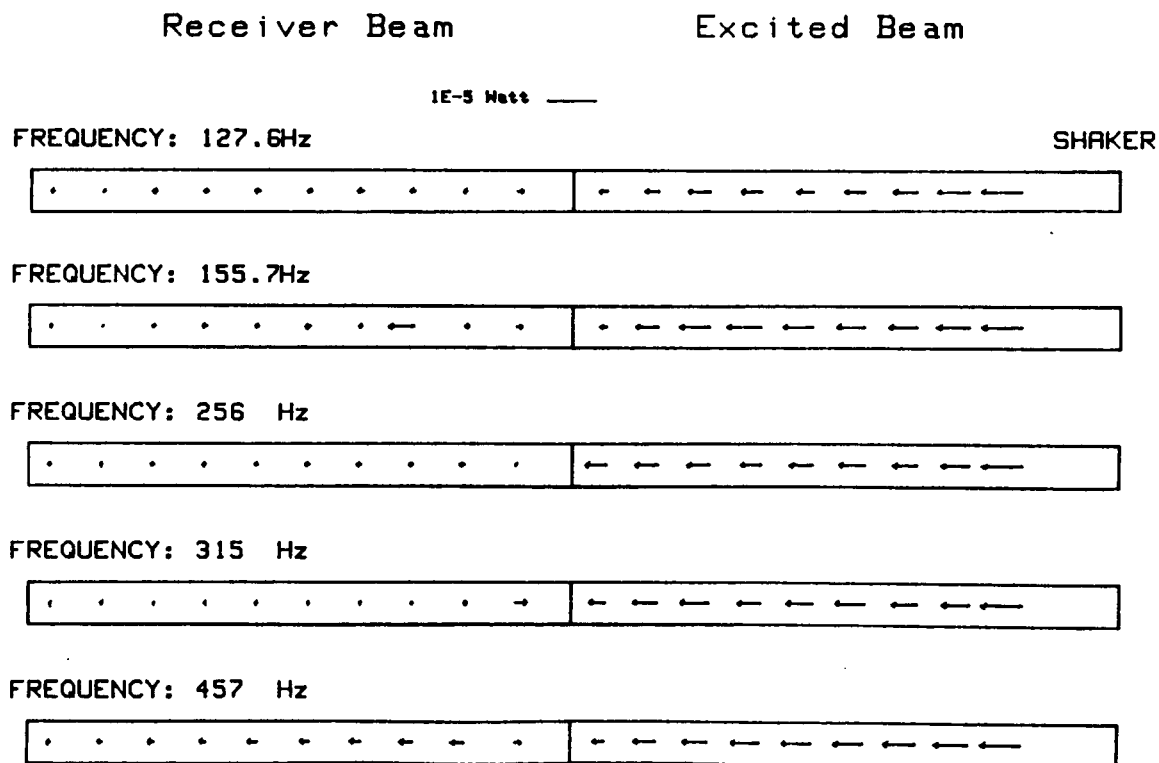 Receiver Beam Excited Beam
1E-5 Watt
FREQUENCY: 127.6Hz SHAKER
FREQUENCY: 155.7Hz
FREQUENCY: 256 Hz
FREQUENCY: 315 Hz
FREQUENCY: 457 Hz